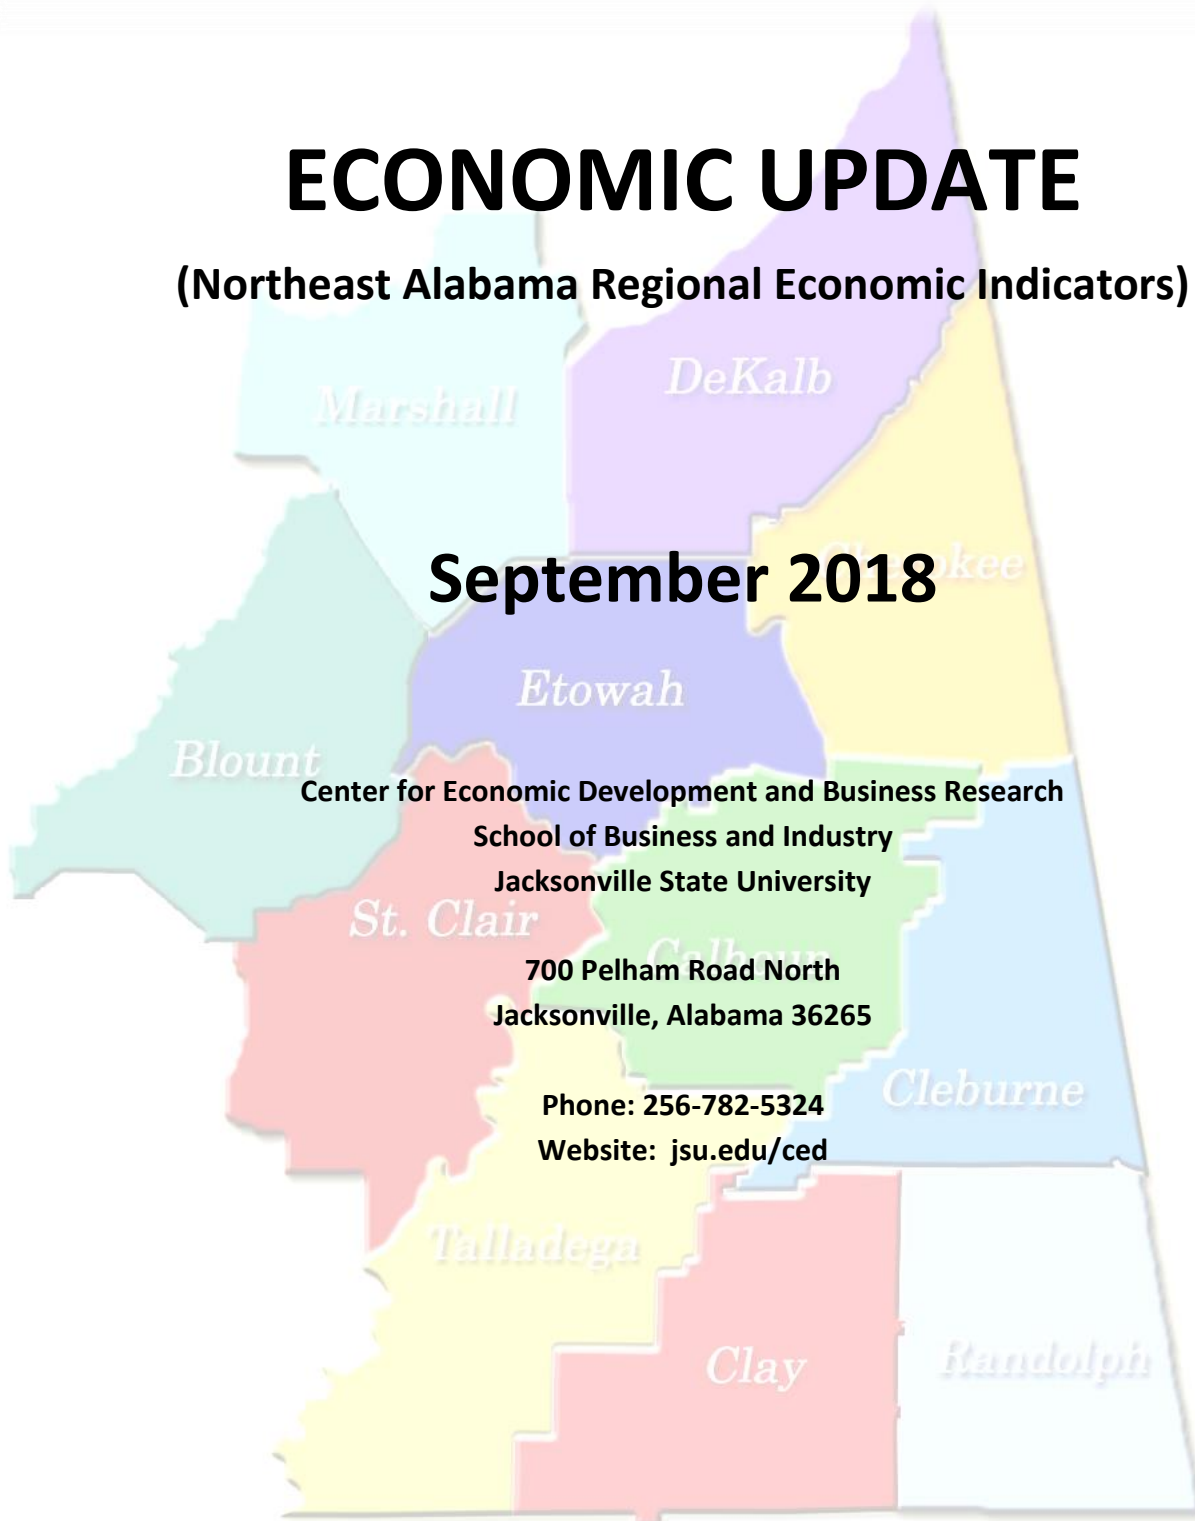 ECONOMIC UPDATE
(Northeast Alabama Regional Economic Indicators)
DeKalb
Marshall
September 2018
Cherokee
Etowah
Blount
Center for Economic Development and Business Research
School of Business and Industry
Jacksonville State University
St. Clair
Calhoun
700 Pelham Road North
Jacksonville, Alabama 36265
Cleburne
Phone: 256-782-5324
Website: jsu.edu/ced
Talladega
Clay
Randolph